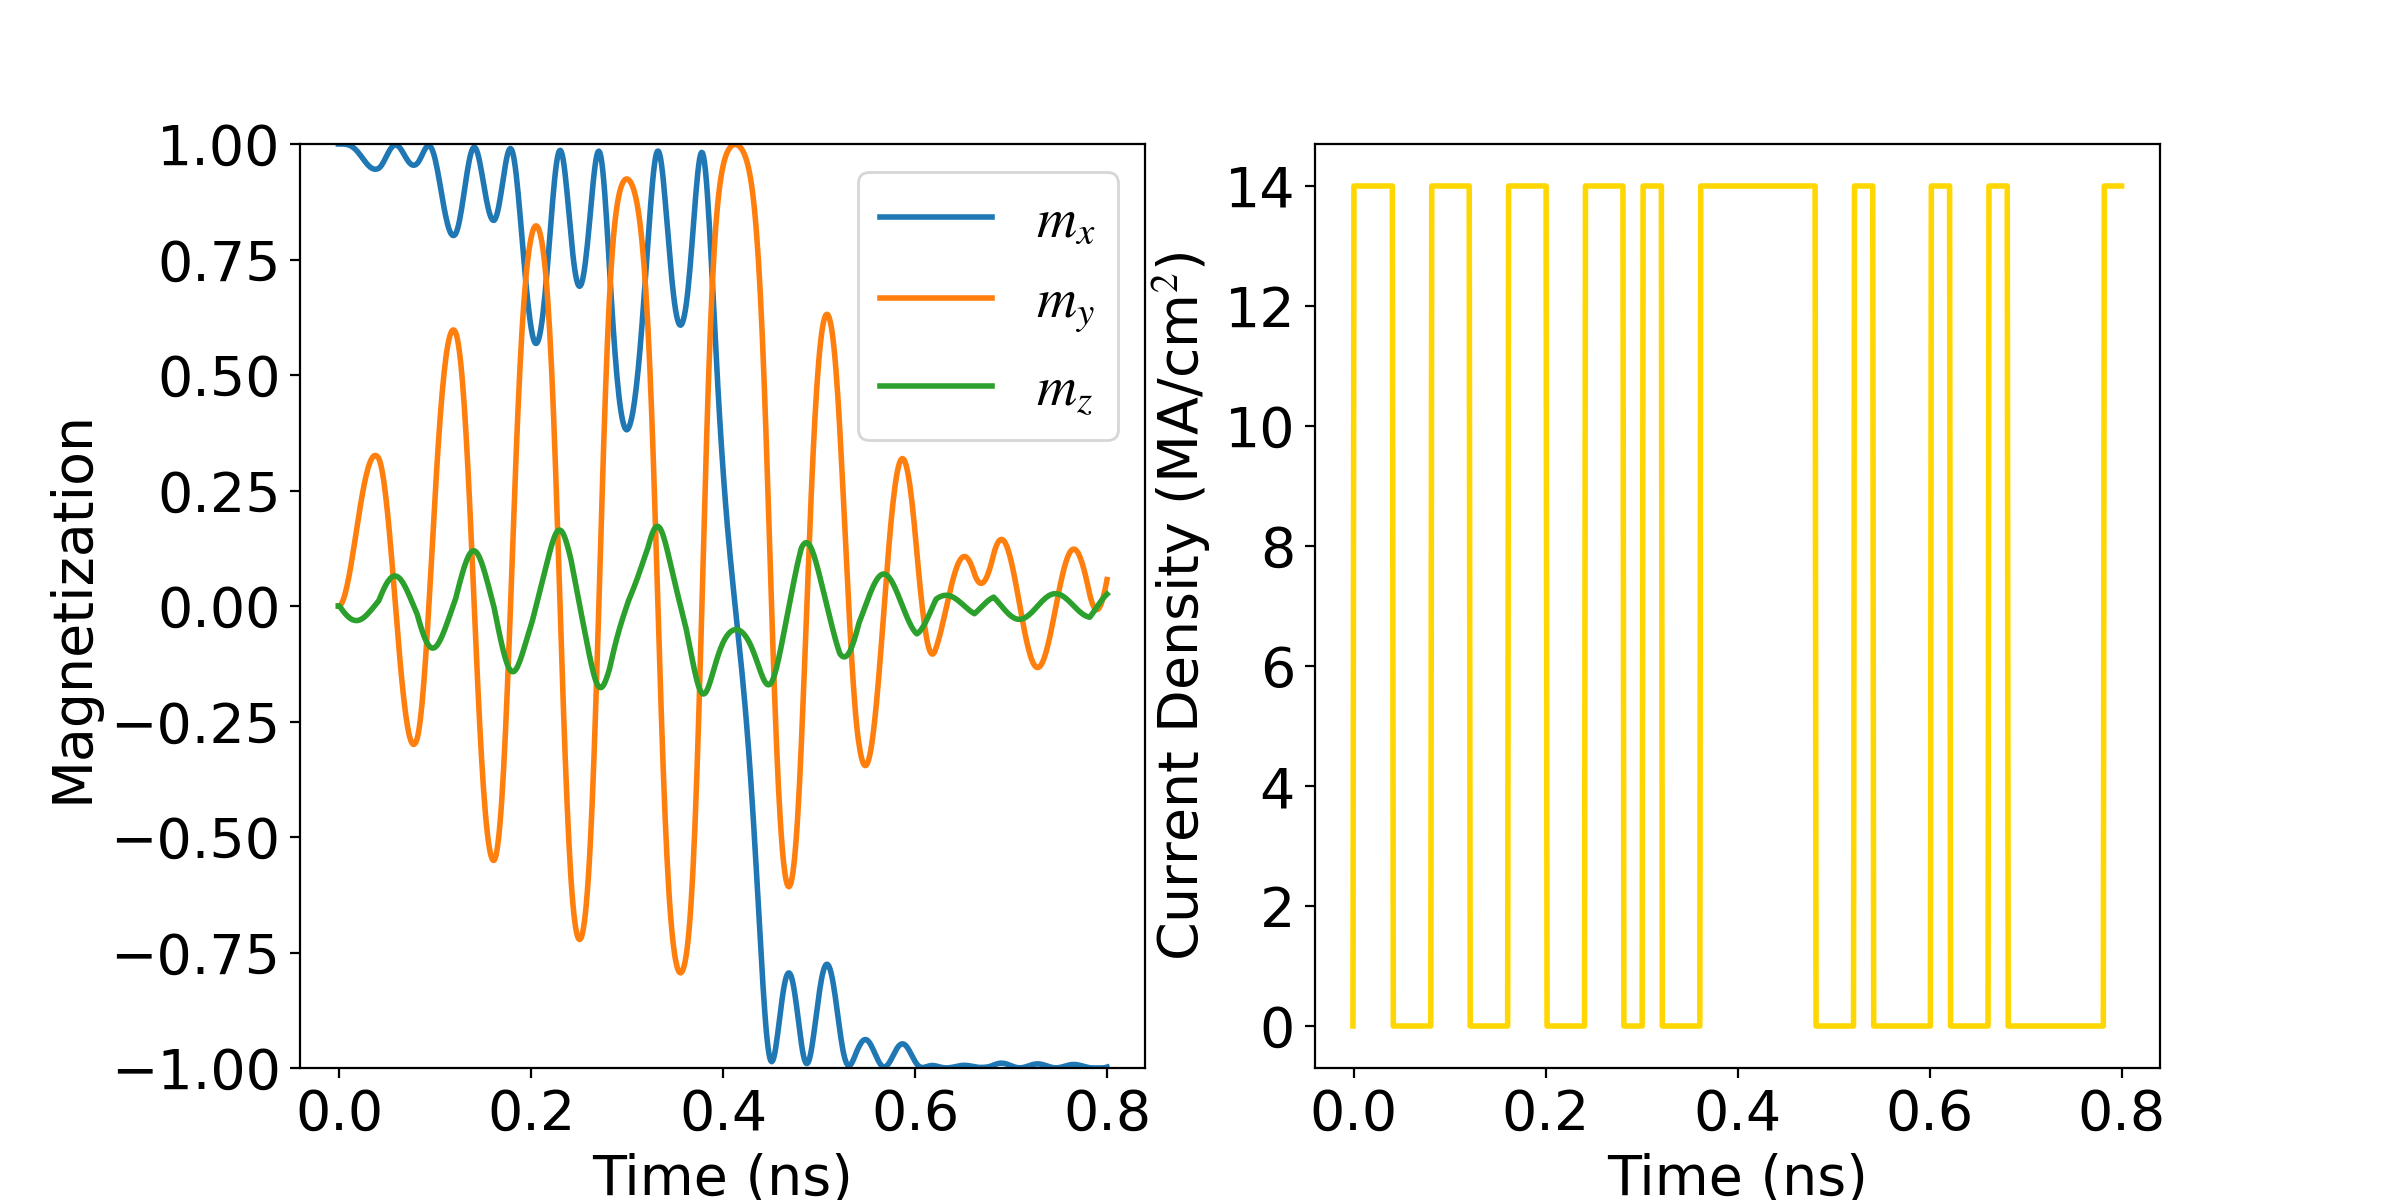 1.00
0.75
0.50
0.25
0.00
−0.25
−0.50
−0.75
−1.00
Magnetization
0.0 0.2 0.4 0.6 0.8
Time (ns)
mₓ
m_y
m_z
14
12
10
8
6
4
2
0
Current Density (MA/cm²)
0.0 0.2 0.4 0.6 0.8
Time (ns)